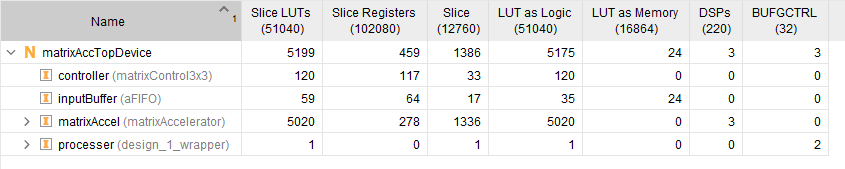 Name 1 Slice LUTs (51040) Slice Registers (102080) Slice (12760) LUT as Logic (51040) LUT as Memory (16864) DSPs (220) BUFGCTRL (32)
N matrixAccTopDevice 5199 459 1386 5175 24 3 3
I controller (matrixControl3x3) 120 117 33 120 0 0 0
I inputBuffer (aFIFO) 59 64 17 35 24 0 0
I matrixAccel (matrixAccelerator) 5020 278 1336 5020 0 3 0
I processer (design_1_wrapper) 1 0 1 1 0 0 2